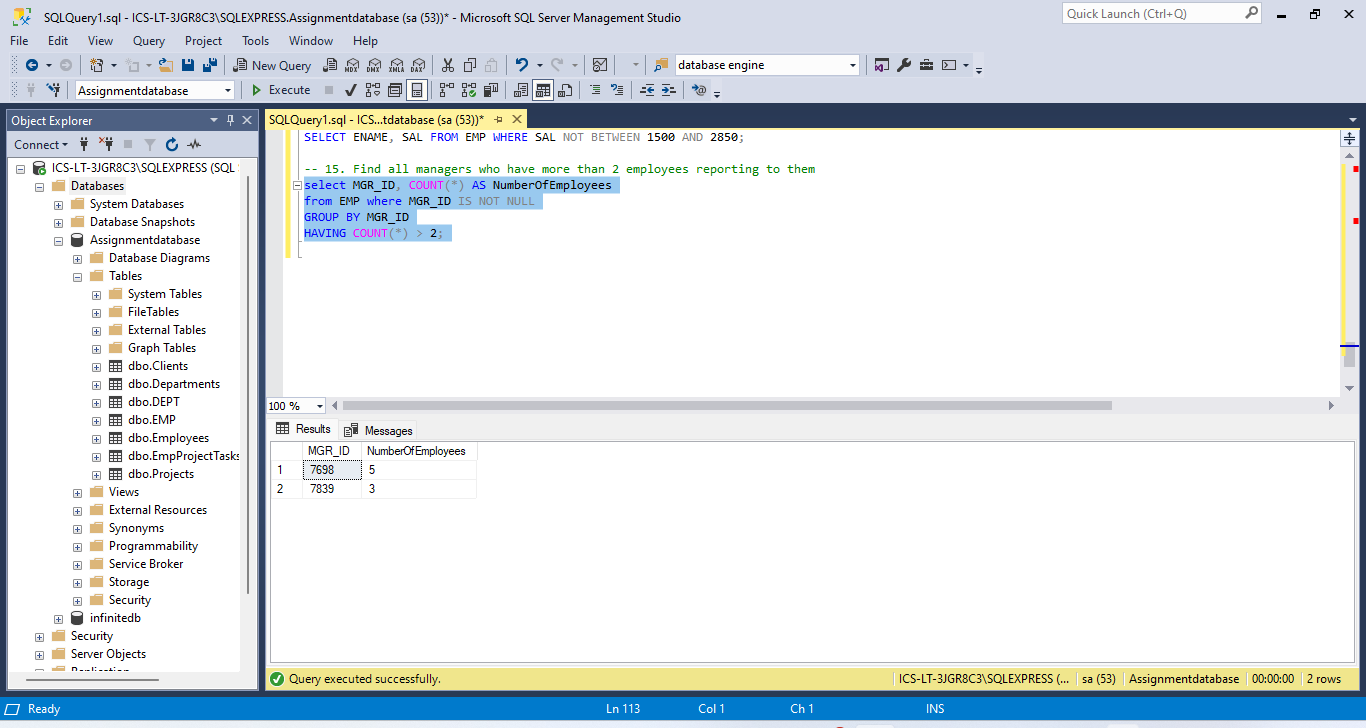 SQLQuery1.sql - ICS-LT-3JGR8C3\SQLEXPRESS.Assignmentdatabase (sa (53))* - Microsoft SQL Server Management Studio
Quick Launch (Ctrl+Q)
File Edit View Query Project Tools Window Help
New Query
MDX DMX XMLA DAX
database engine
Assignmentdatabase
Execute
Object Explorer
Connect
ICS-LT-3JGR8C3\SQLEXPRESS (SQL
Databases
System Databases
Database Snapshots
Assignmentdatabase
Database Diagrams
Tables
System Tables
FileTables
External Tables
Graph Tables
dbo.Clients
dbo.Departments
dbo.DEPT
dbo.EMP
dbo.Employees
dbo.EmpProjectTasks
dbo.Projects
Views
External Resources
Synonyms
Programmability
Service Broker
Storage
Security
infinitedb
Security
Server Objects
Replication
SQLQuery1.sql - ICS...tdatabase (sa (53))*
SELECT ENAME, SAL FROM EMP WHERE SAL NOT BETWEEN 1500 AND 2850;
-- 15. Find all managers who have more than 2 employees reporting to them
select MGR_ID, COUNT(*) AS NumberOfEmployees
from EMP where MGR_ID IS NOT NULL
GROUP BY MGR_ID
HAVING COUNT(*) > 2;
100 %
Results Messages
MGR_ID NumberOfEmployees
1 7698 5
2 7839 3
Query executed successfully.
ICS-LT-3JGR8C3\SQLEXPRESS (... sa (53) Assignmentdatabase 00:00:00 2 rows
Ready Ln 113 Col 1 Ch 1 INS